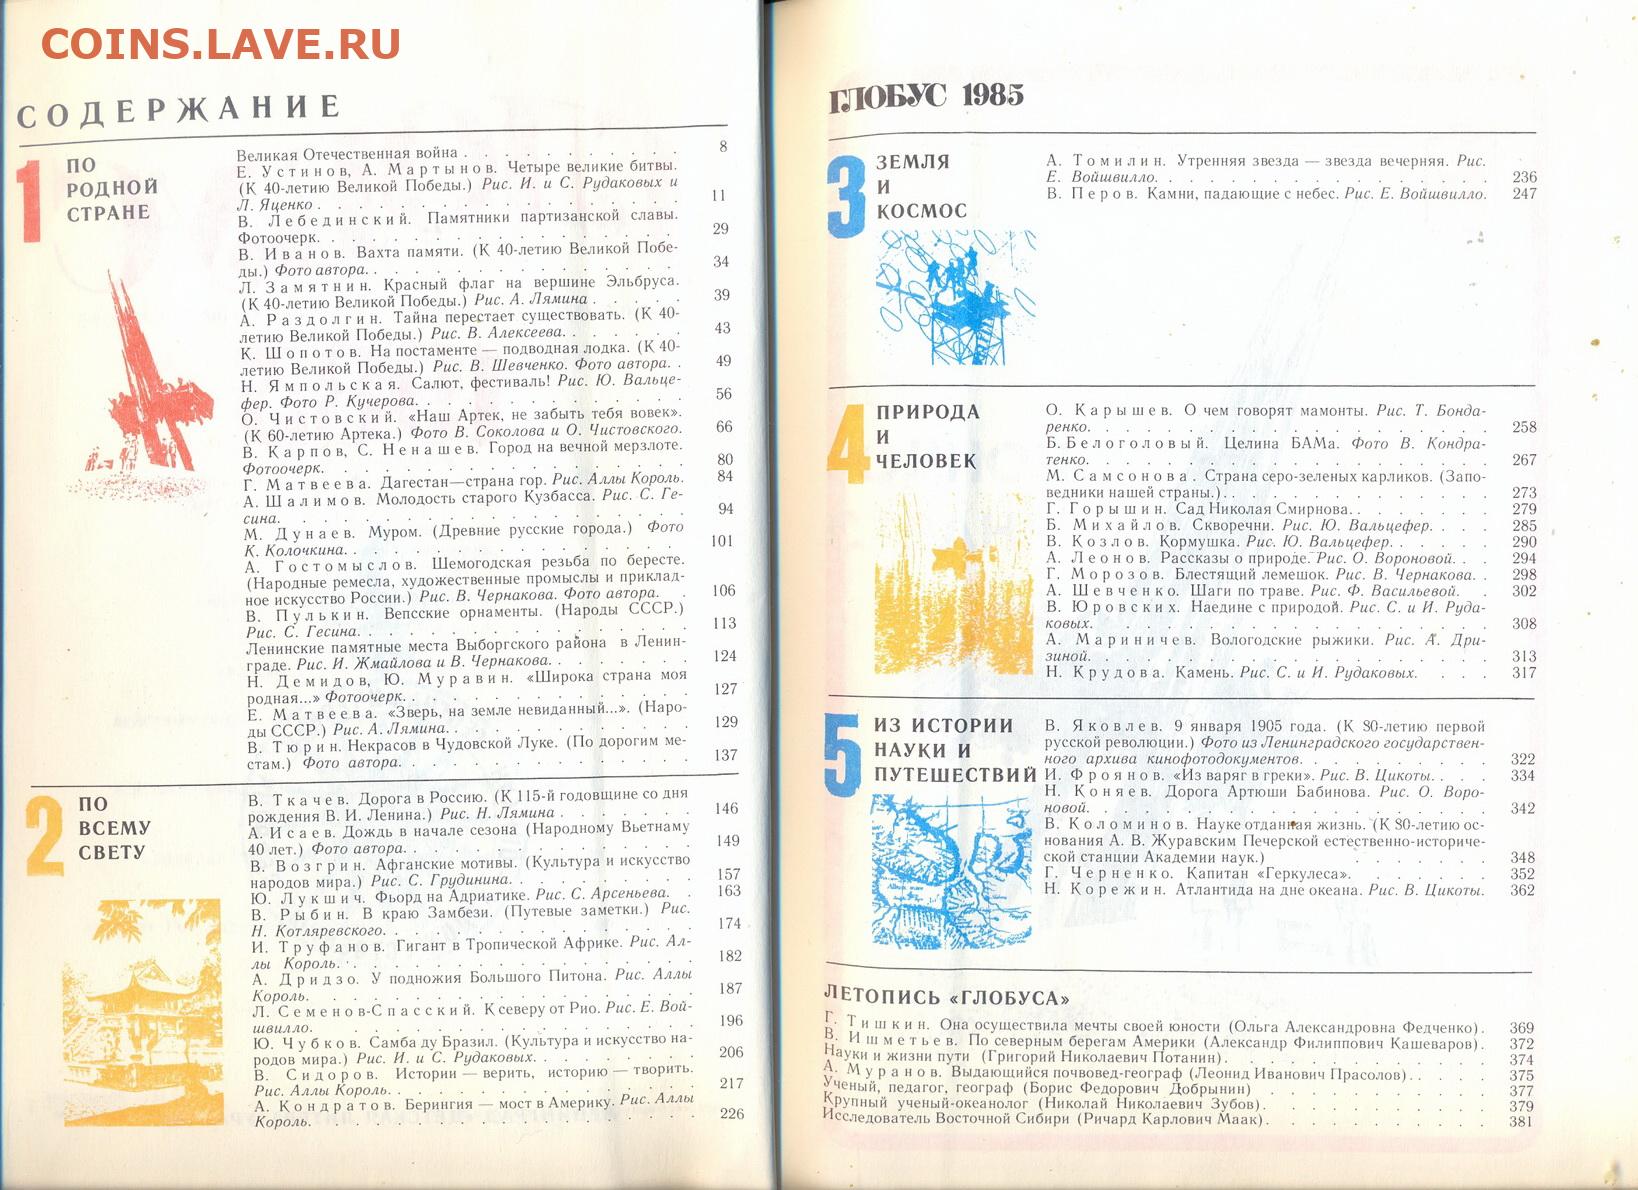 COINS.LAVE.RU
СОДЕРЖАНИЕ
1
ПО
РОДНОЙ
СТРАНЕ
Великая Отечественная война . . . 8
Е. Устинов, А. Мартынов. Четыре великие битвы.
(К 40-летию Великой Победы.) Рис. И. и С. Рудаковых и
Л. Яценко . . . 11
В. Лебединский. Памятники партизанской славы.
Фотоочерк. . . . 29
В. Иванов. Вахта памяти. (К 40-летию Великой Побе-
ды.) Фото автора. . . . 34
Л. Замятнин. Красный флаг на вершине Эльбруса.
(К 40-летию Великой Победы.) Рис. А. Лямина . . . 39
А. Раздолгин. Тайна перестает существовать. (К 40-
летию Великой Победы.) Рис. В. Алексеева. . . . 43
К. Шопотов. На постаменте — подводная лодка. (К 40-
летию Великой Победы.) Рис. В. Шевченко. Фото автора. . 49
Н. Ямпольская. Салют, фестиваль! Рис. Ю. Вальце-
фер. Фото Р. Кучерова. . . . 56
О. Чистовский. «Наш Артек, не забыть тебя вовек».
(К 60-летию Артека.) Фото В. Соколова и О. Чистовского. 66
В. Карпов, С. Ненашев. Город на вечной мерзлоте.
Фотоочерк. . . . 80
Г. Матвеева. Дагестан—страна гор. Рис. Аллы Король. 84
А. Шалимов. Молодость старого Кузбасса. Рис. С. Ге-
сина. . . . 94
М. Дунаев. Муром. (Древние русские города.) Фото
К. Колочкина. . . . 101
А. Гостомыслов. Шемогодская резьба по бересте.
(Народные ремесла, художественные промыслы и приклад-
ное искусство России.) Рис. В. Чернакова. Фото автора. . 106
В. Пулькин. Вепсские орнаменты. (Народы СССР.)
Рис. С. Гесина. . . . 113
Ленинские памятные места Выборгского района в Ленин-
граде. Рис. И. Жмайлова и В. Чернакова. . . . 124
Н. Демидов, Ю. Муравин. «Широка страна моя
родная...» Фотоочерк. . . . 127
Е. Матвеева. «Зверь, на земле невиданный...». (Наро-
ды СССР.) Рис. А. Лямина. . . . 129
В. Тюрин. Некрасов в Чудовской Луке. (По дорогим ме-
стам.) Фото автора. . . . 137
2
ПО
ВСЕМУ
СВЕТУ
В. Ткачев. Дорога в Россию. (К 115-й годовщине со дня
рождения В. И. Ленина.) Рис. Н. Лямина . . . 146
А. Исаев. Дождь в начале сезона (Народному Вьетнаму
40 лет.) Фото автора. . . . 149
В. Возгрин. Афганские мотивы. (Культура и искусство
народов мира.) Рис. С. Грудинина. . . . 157
Ю. Лукшич. Фьорд на Адриатике. Рис. С. Арсеньева. . 163
В. Рыбин. В краю Замбези. (Путевые заметки.) Рис.
Н. Котляревского. . . . 174
И. Труфанов. Гигант в Тропической Африке. Рис. Ал-
лы Король. . . . 182
А. Дридзо. У подножия Большого Питона. Рис. Аллы
Король. . . . 187
Л. Семенов-Спасский. К северу от Рио. Рис. Е. Вой-
швилло. . . . 196
Ю. Чубков. Самба ду Бразил. (Культура и искусство на-
родов мира.) Рис. И. и С. Рудаковых. . . . 206
В. Сидоров. Истории — верить, историю — творить.
Рис. Аллы Король. . . . 217
А. Кондратов. Берингия — мост в Америку. Рис. Аллы
Король. . . . 226
ГЛОБУС 1985
3
ЗЕМЛЯ
И
КОСМОС
А. Томилин. Утренняя звезда — звезда вечерняя. Рис.
Е. Войшвилло. . . . 236
В. Перов. Камни, падающие с небес. Рис. Е. Войшвилло. 247
4
ПРИРОДА
И
ЧЕЛОВЕК
О. Карышев. О чем говорят мамонты. Рис. Т. Бонда-
ренко. . . . 258
Б. Белоголовый. Целина БАМа. Фото В. Кондра-
тенко. . . . 267
М. Самсонова. Страна серо-зеленых карликов. (Запо-
ведники нашей страны.) . . . 273
Г. Горышин. Сад Николая Смирнова. . . . 279
Б. Михайлов. Скворечни. Рис. Ю. Вальцефер. . . . 285
В. Козлов. Кормушка. Рис. Ю. Вальцефер. . . . 290
А. Леонов. Рассказы о природе. Рис. О. Вороновой. . . 294
Г. Морозов. Блестящий лемешок. Рис. В. Чернакова. . 298
А. Шевченко. Шаги по траве. Рис. Ф. Васильевой. . 302
В. Юровских. Наедине с природой. Рис. С. и И. Руда-
ковых. . . . 308
А. Мариничев. Вологодские рыжики. Рис. А. Дри-
зиной. . . . 313
Н. Крудова. Камень. Рис. С. и И. Рудаковых. . . . 317
5
ИЗ ИСТОРИИ
НАУКИ И
ПУТЕШЕСТВИЙ
В. Яковлев. 9 января 1905 года. (К 80-летию первой
русской революции.) Фото из Ленинградского государствен-
ного архива кинофотодокументов. . . . 322
И. Фроянов. «Из варяг в греки». Рис. В. Цикоты. . . 334
Н. Коняев. Дорога Артюши Бабинова. Рис. О. Воро-
новой. . . . 342
В. Коломинов. Науке отданная жизнь. (К 80-летию ос-
нования А. В. Журавским Печерской естественно-историче-
ской станции Академии наук.) . . . 348
Г. Черненко. Капитан «Геркулеса». . . . 352
Н. Корежин. Атлантида на дне океана. Рис. В. Цикоты. 362
ЛЕТОПИСЬ «ГЛОБУСА»
Г. Тишкин. Она осуществила мечты своей юности (Ольга Александровна Федченко). 369
В. Ишметьев. По северным берегам Америки (Александр Филиппович Кашеваров). 372
Науки и жизни пути (Григорий Николаевич Потанин). . . . 374
А. Муранов. Выдающийся почвовед-географ (Леонид Иванович Прасолов). . . . 375
Ученый, педагог, географ (Борис Федорович Добрынин) . . . 377
Крупный ученый-океанолог (Николай Николаевич Зубов). . . . 379
Исследователь Восточной Сибири (Ричард Карлович Маак). . . . 381